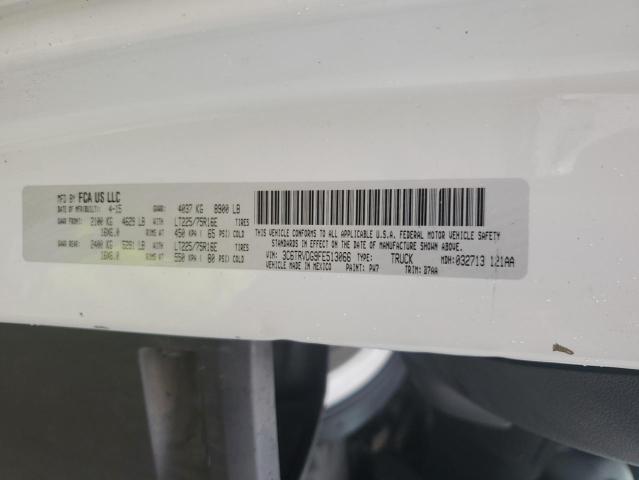 MFD BY FCA US LLC
DATE OF MFR(BUILT): 4-15 GVWR: 4037 KG 8900 LB
GAWR FRONT: 2100 KG 4629 LB WITH LT225/75R16E TIRES
16X6.0 RIMS AT 450 KPA ( 65 PSI) COLD
GAWR REAR: 2400 KG 5291 LB WITH LT225/75R16E TIRES
16X6.0 RIMS AT 550 KPA ( 80 PSI) COLD
THIS VEHICLE CONFORMS TO ALL APPLICABLE U.S.A. FEDERAL MOTOR VEHICLE SAFETY
STANDARDS IN EFFECT ON THE DATE OF MANUFACTURE SHOWN ABOVE.
VIN: 3C6TRVDG9FE513066 TYPE: TRUCK MDH: 032713 121AA
VEHICLE MADE IN MEXICO PAINT: PW7 TRIM: D7AA